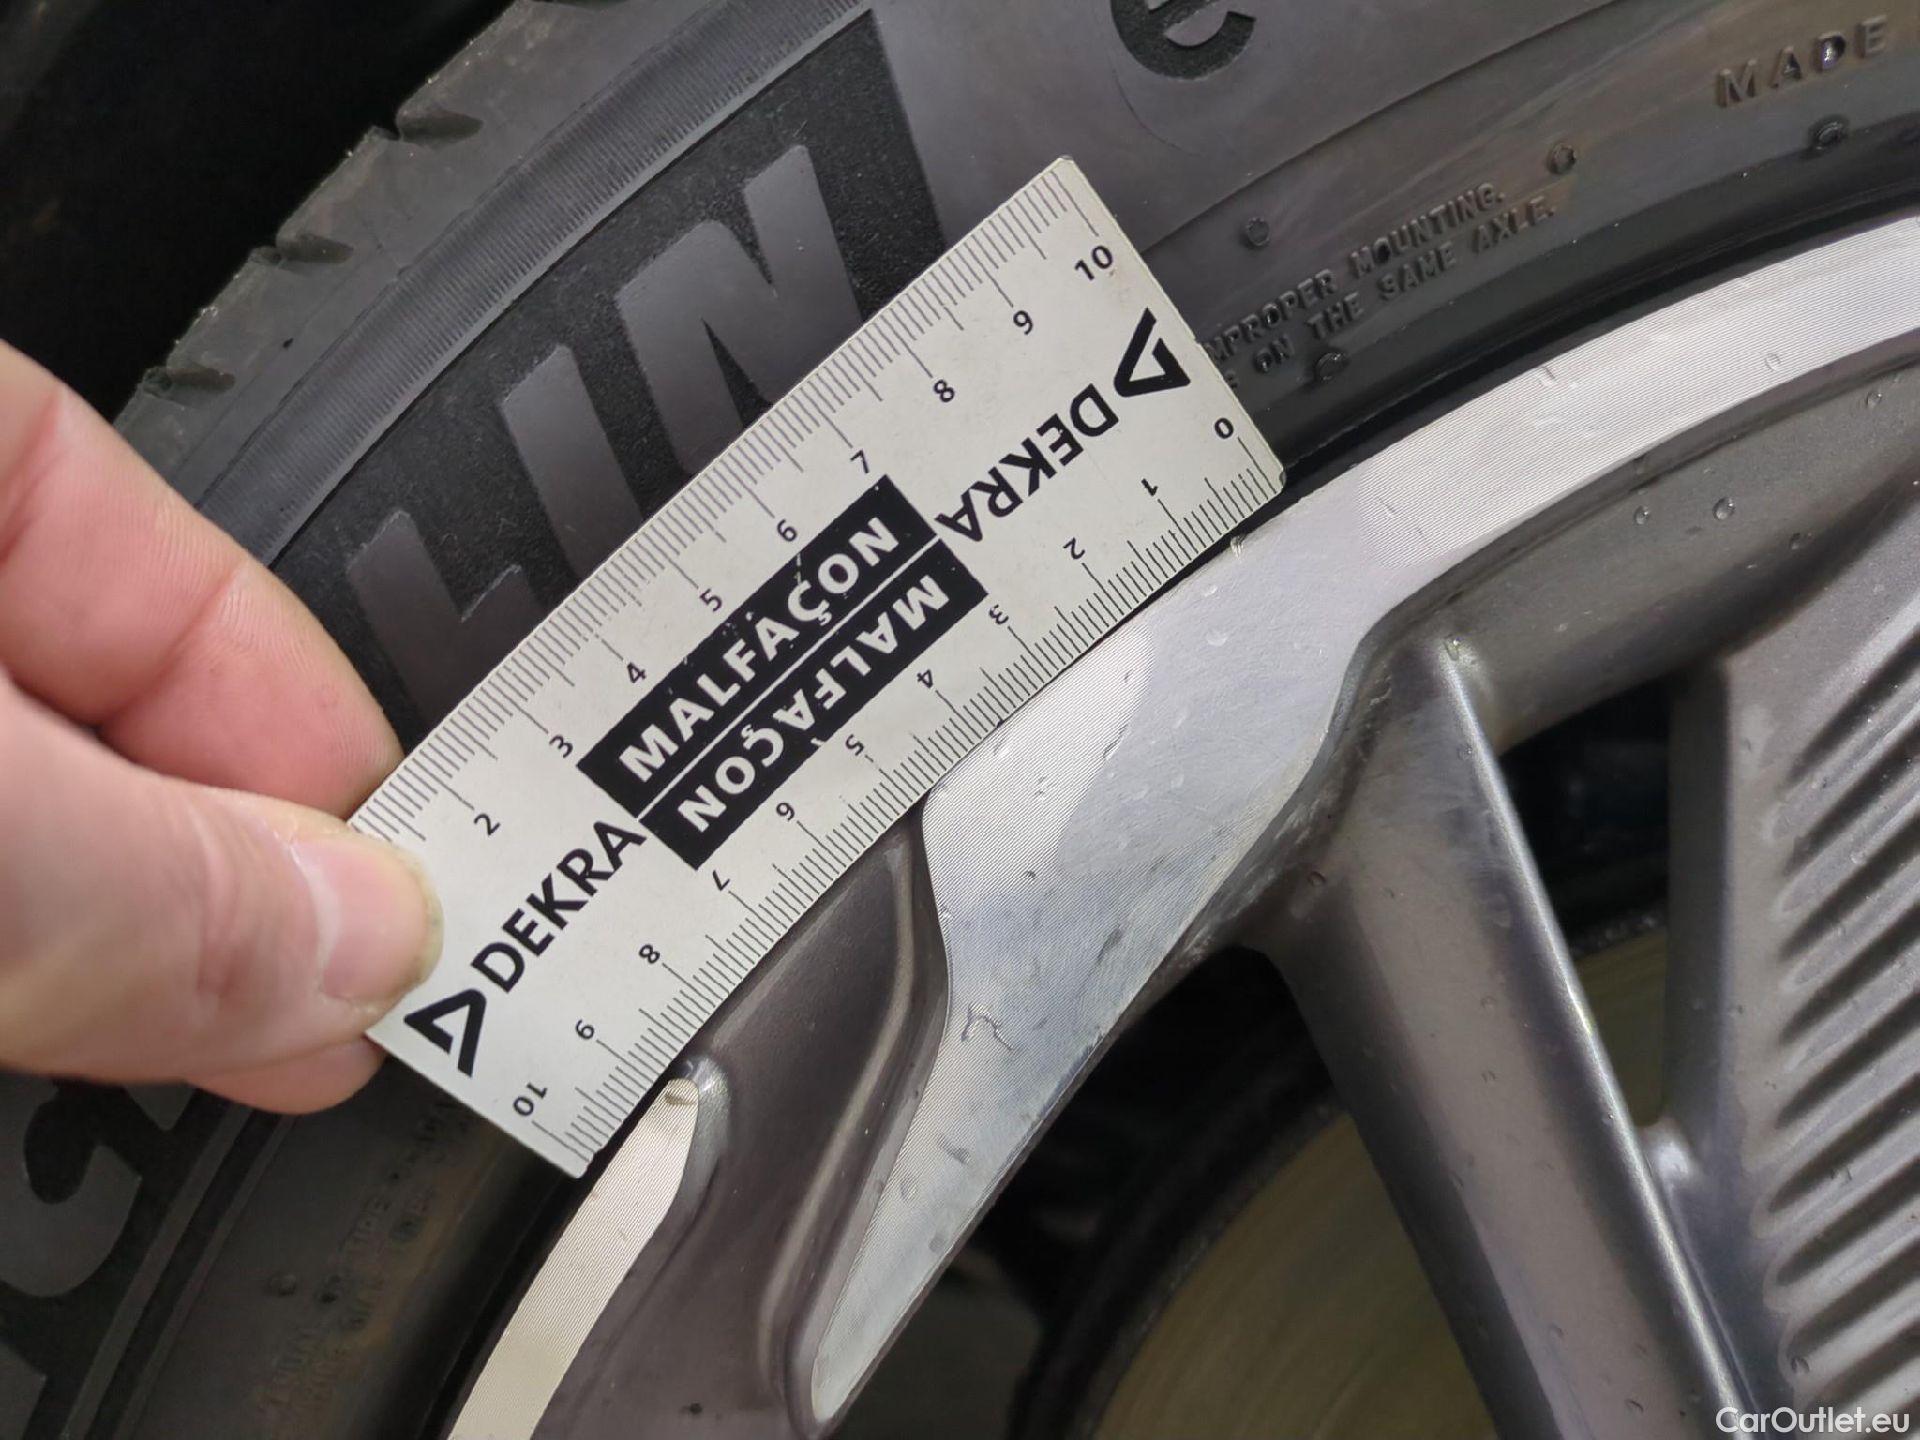 e
MADE
LIN
IMPROPER MOUNTING.
ON THE SAME AXLE.
10 9 8 7 6 5 4 3 2
DEKRA
MALFAÇON
MALFAÇON
DEKRA
0 1 2 3 4 5 6 7 8 9 10
CarOutlet.eu